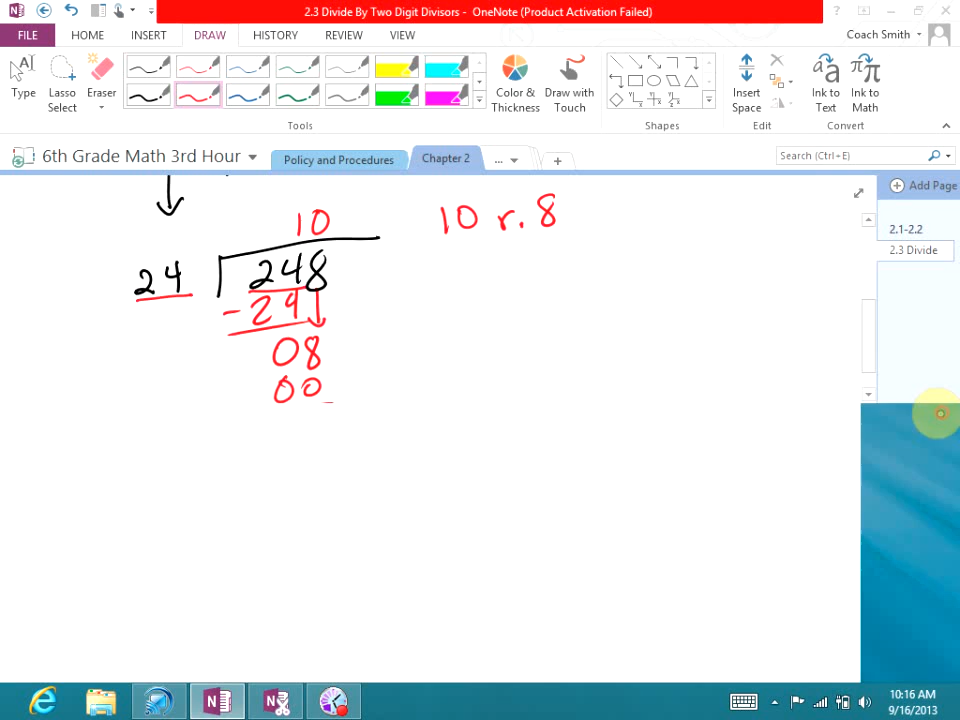 2.3 Divide By Two Digit Divisors - OneNote (Product Activation Failed)
FILE HOME INSERT DRAW HISTORY REVIEW VIEW Coach Smith
Type Lasso Select Eraser Color & Thickness Draw with Touch Insert Space Ink to Text Ink to Math
Tools Shapes Edit Convert
6th Grade Math 3rd Hour Policy and Procedures Chapter 2 ... + Search (Ctrl+E)
Add Page
2.1-2.2
2.3 Divide
10 10 r. 8
24 248
-24
08
00
10:16 AM
9/16/2013